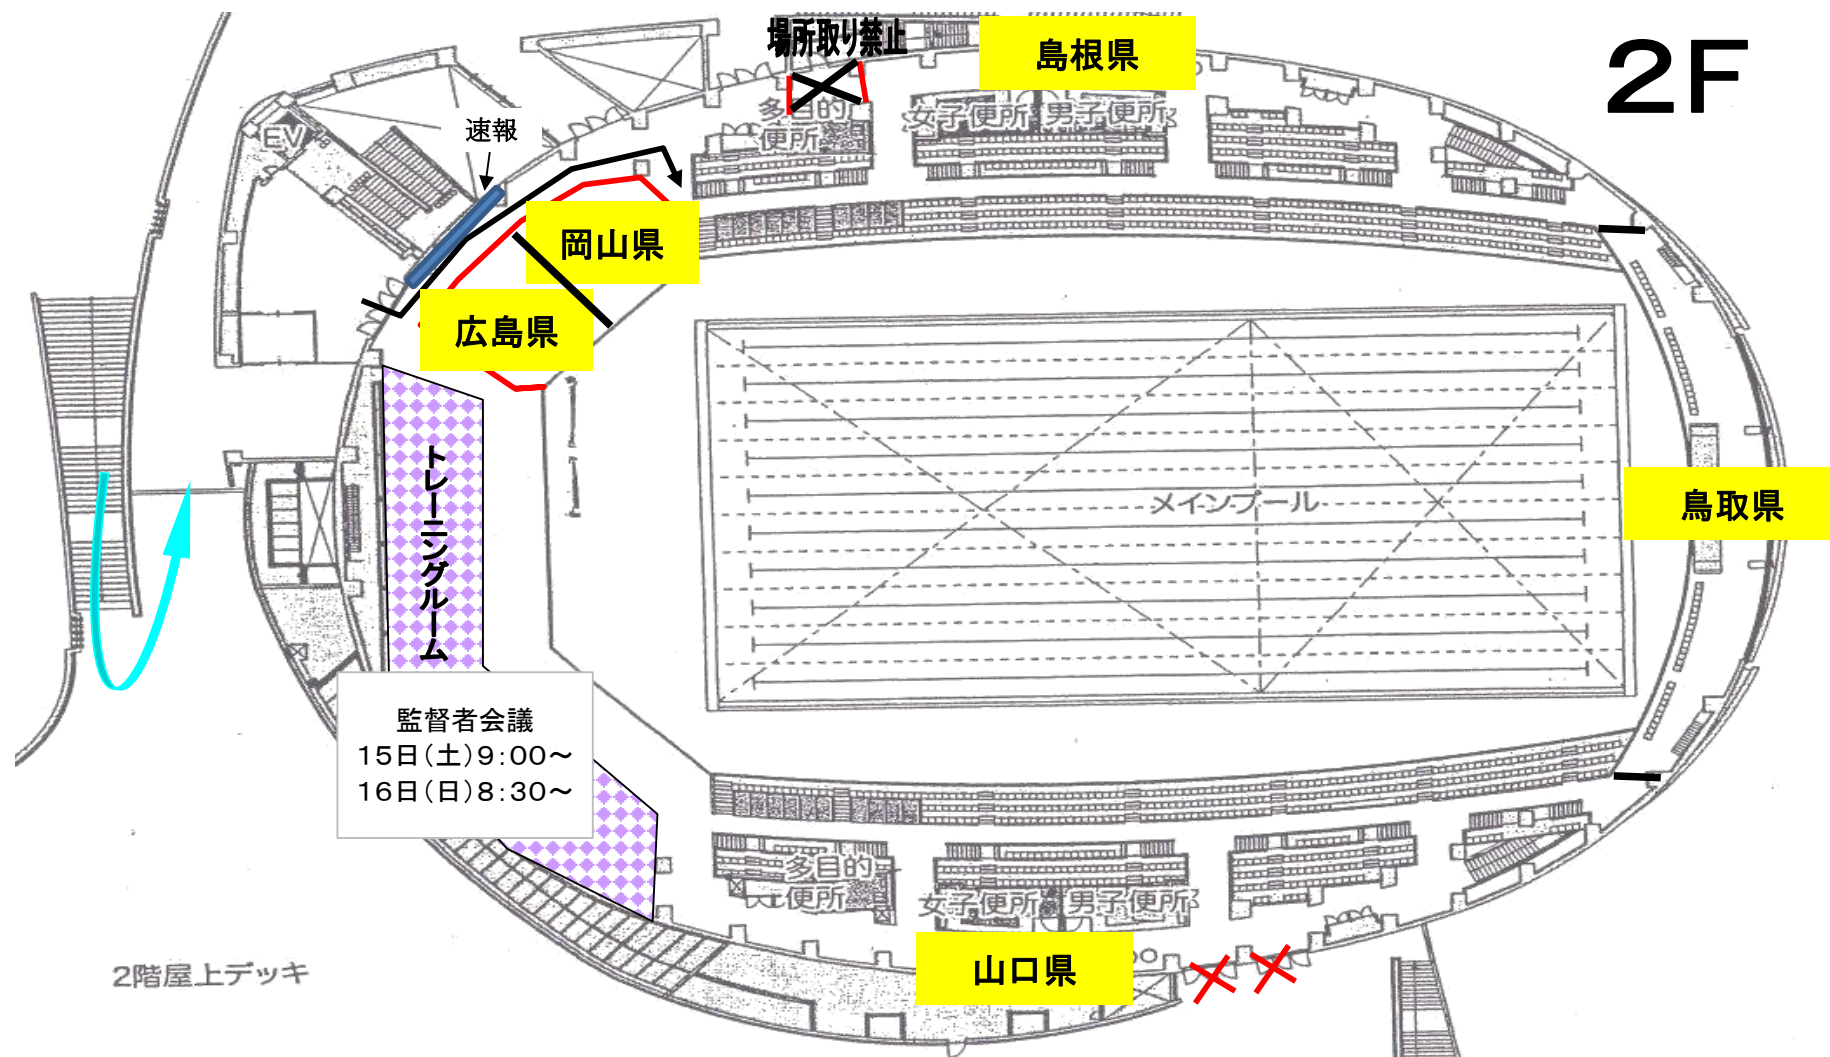 場所取り禁止
島根県
2F
多目的
便所
女子便所
男子便所
速報
EV
岡山県
広島県
トレーニングルーム
メインプール
鳥取県
監督者会議
15日(土)9:00~
16日(日)8:30~
多目的
便所
女子便所
男子便所
山口県
2階屋上デッキ